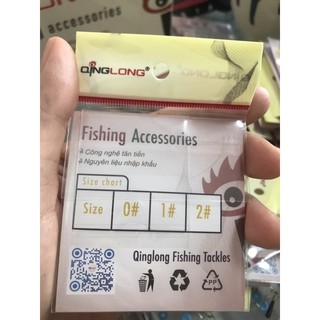 accessories
QINGLONG®
Fishing Accessories
Công nghệ tân tiến
Nguyên liệu nhập khẩu
Size chart
Size 0# 1# 2#
Qinglong Fishing Tackles
PP